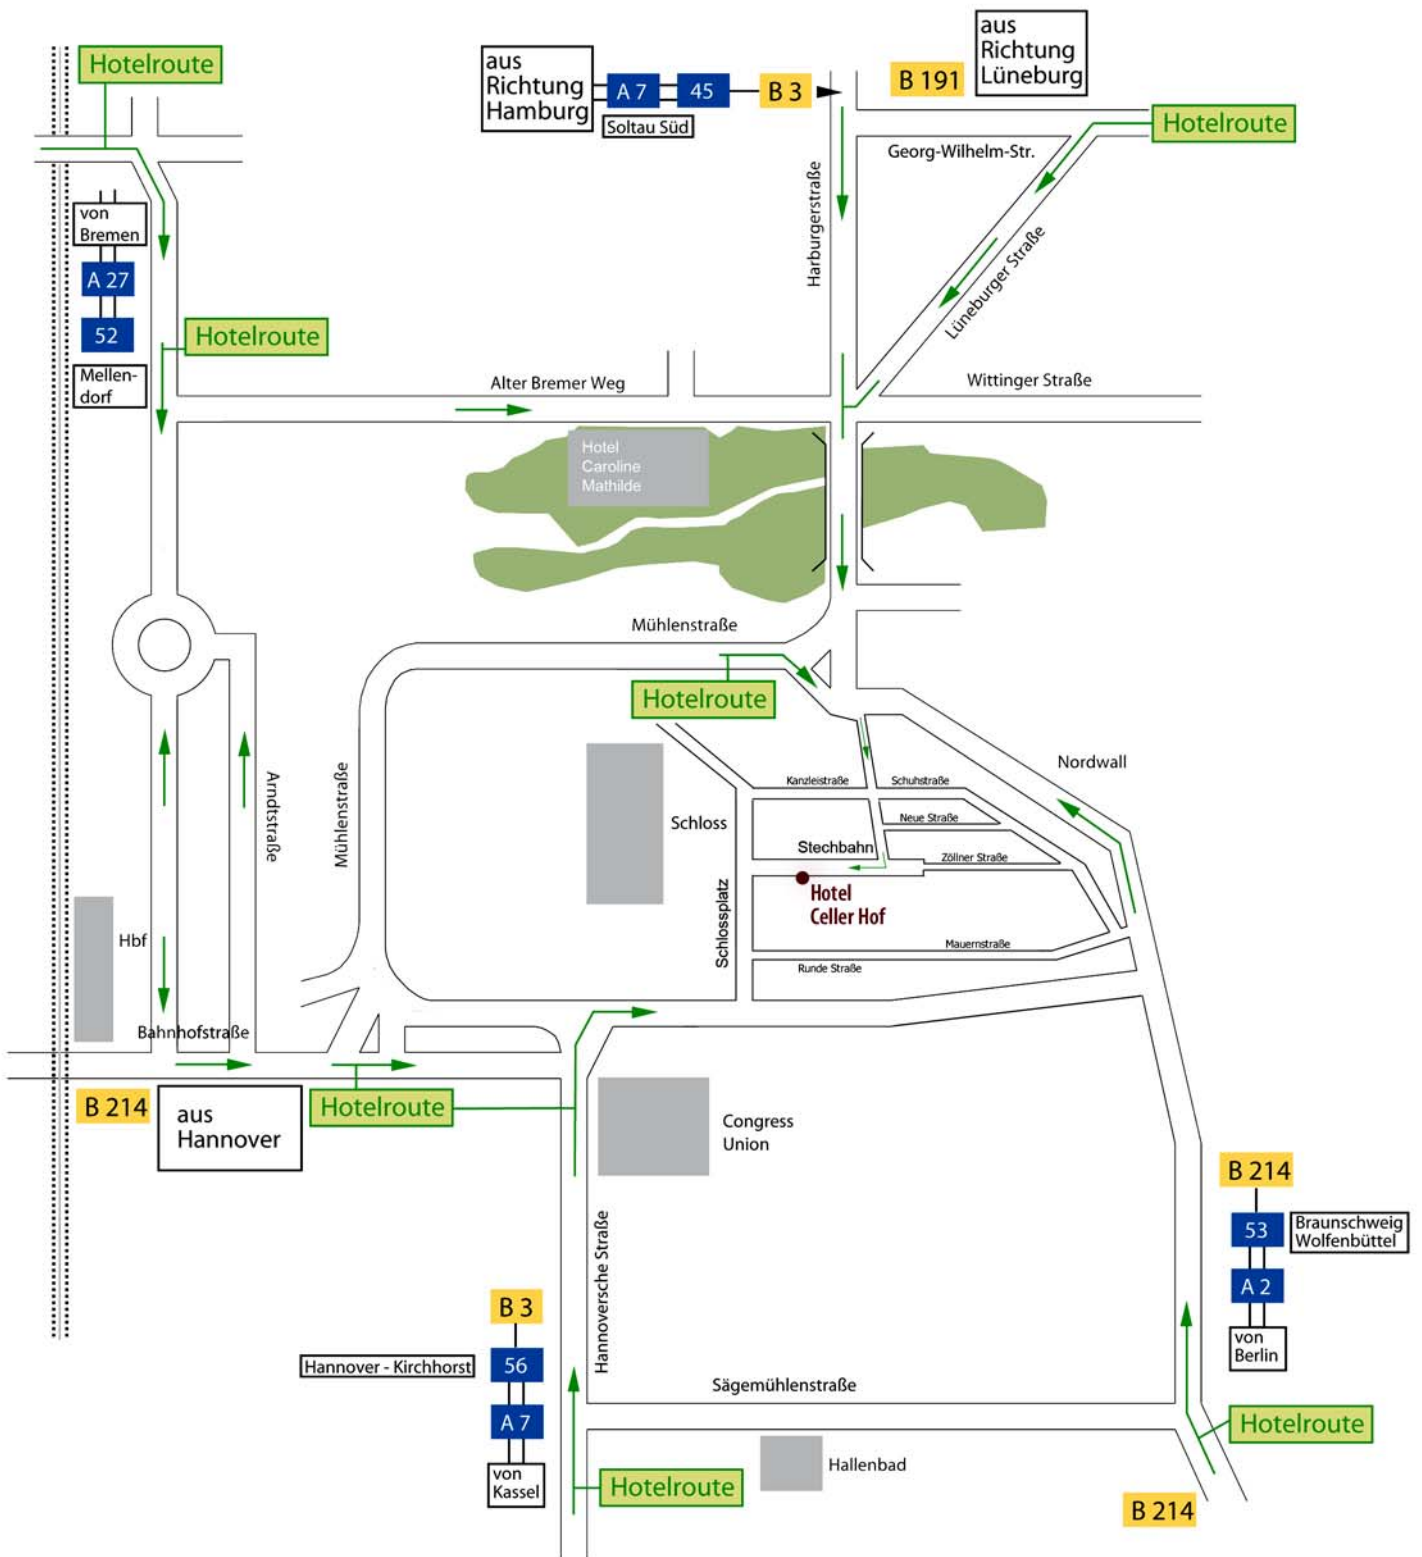 Hotelroute
aus
Richtung
Hamburg
A 7
45
B 3
Soltau Süd
B 191
aus
Richtung
Lüneburg
Hotelroute
Georg-Wilhelm-Str.
Harburgerstraße
Lüneburger Straße
von
Bremen
A 27
52
Mellen-
dorf
Hotelroute
Alter Bremer Weg
Wittinger Straße
Hotel
Caroline
Mathilde
Mühlenstraße
Hotelroute
Nordwall
Kanzleistraße
Schuhstraße
Neue Straße
Stechbahn
Zöllner Straße
Schloss
Schlossplatz
Hotel
Celler Hof
Mauernstraße
Runde Straße
Arndtstraße
Mühlenstraße
Hbf
Bahnhofstraße
B 214
aus
Hannover
Hotelroute
Congress
Union
Hannoversche Straße
B 214
53
Braunschweig
Wolfenbüttel
A 2
von
Berlin
B 3
Hannover - Kirchhorst
56
A 7
von
Kassel
Sägemühlenstraße
Hotelroute
Hallenbad
Hotelroute
B 214